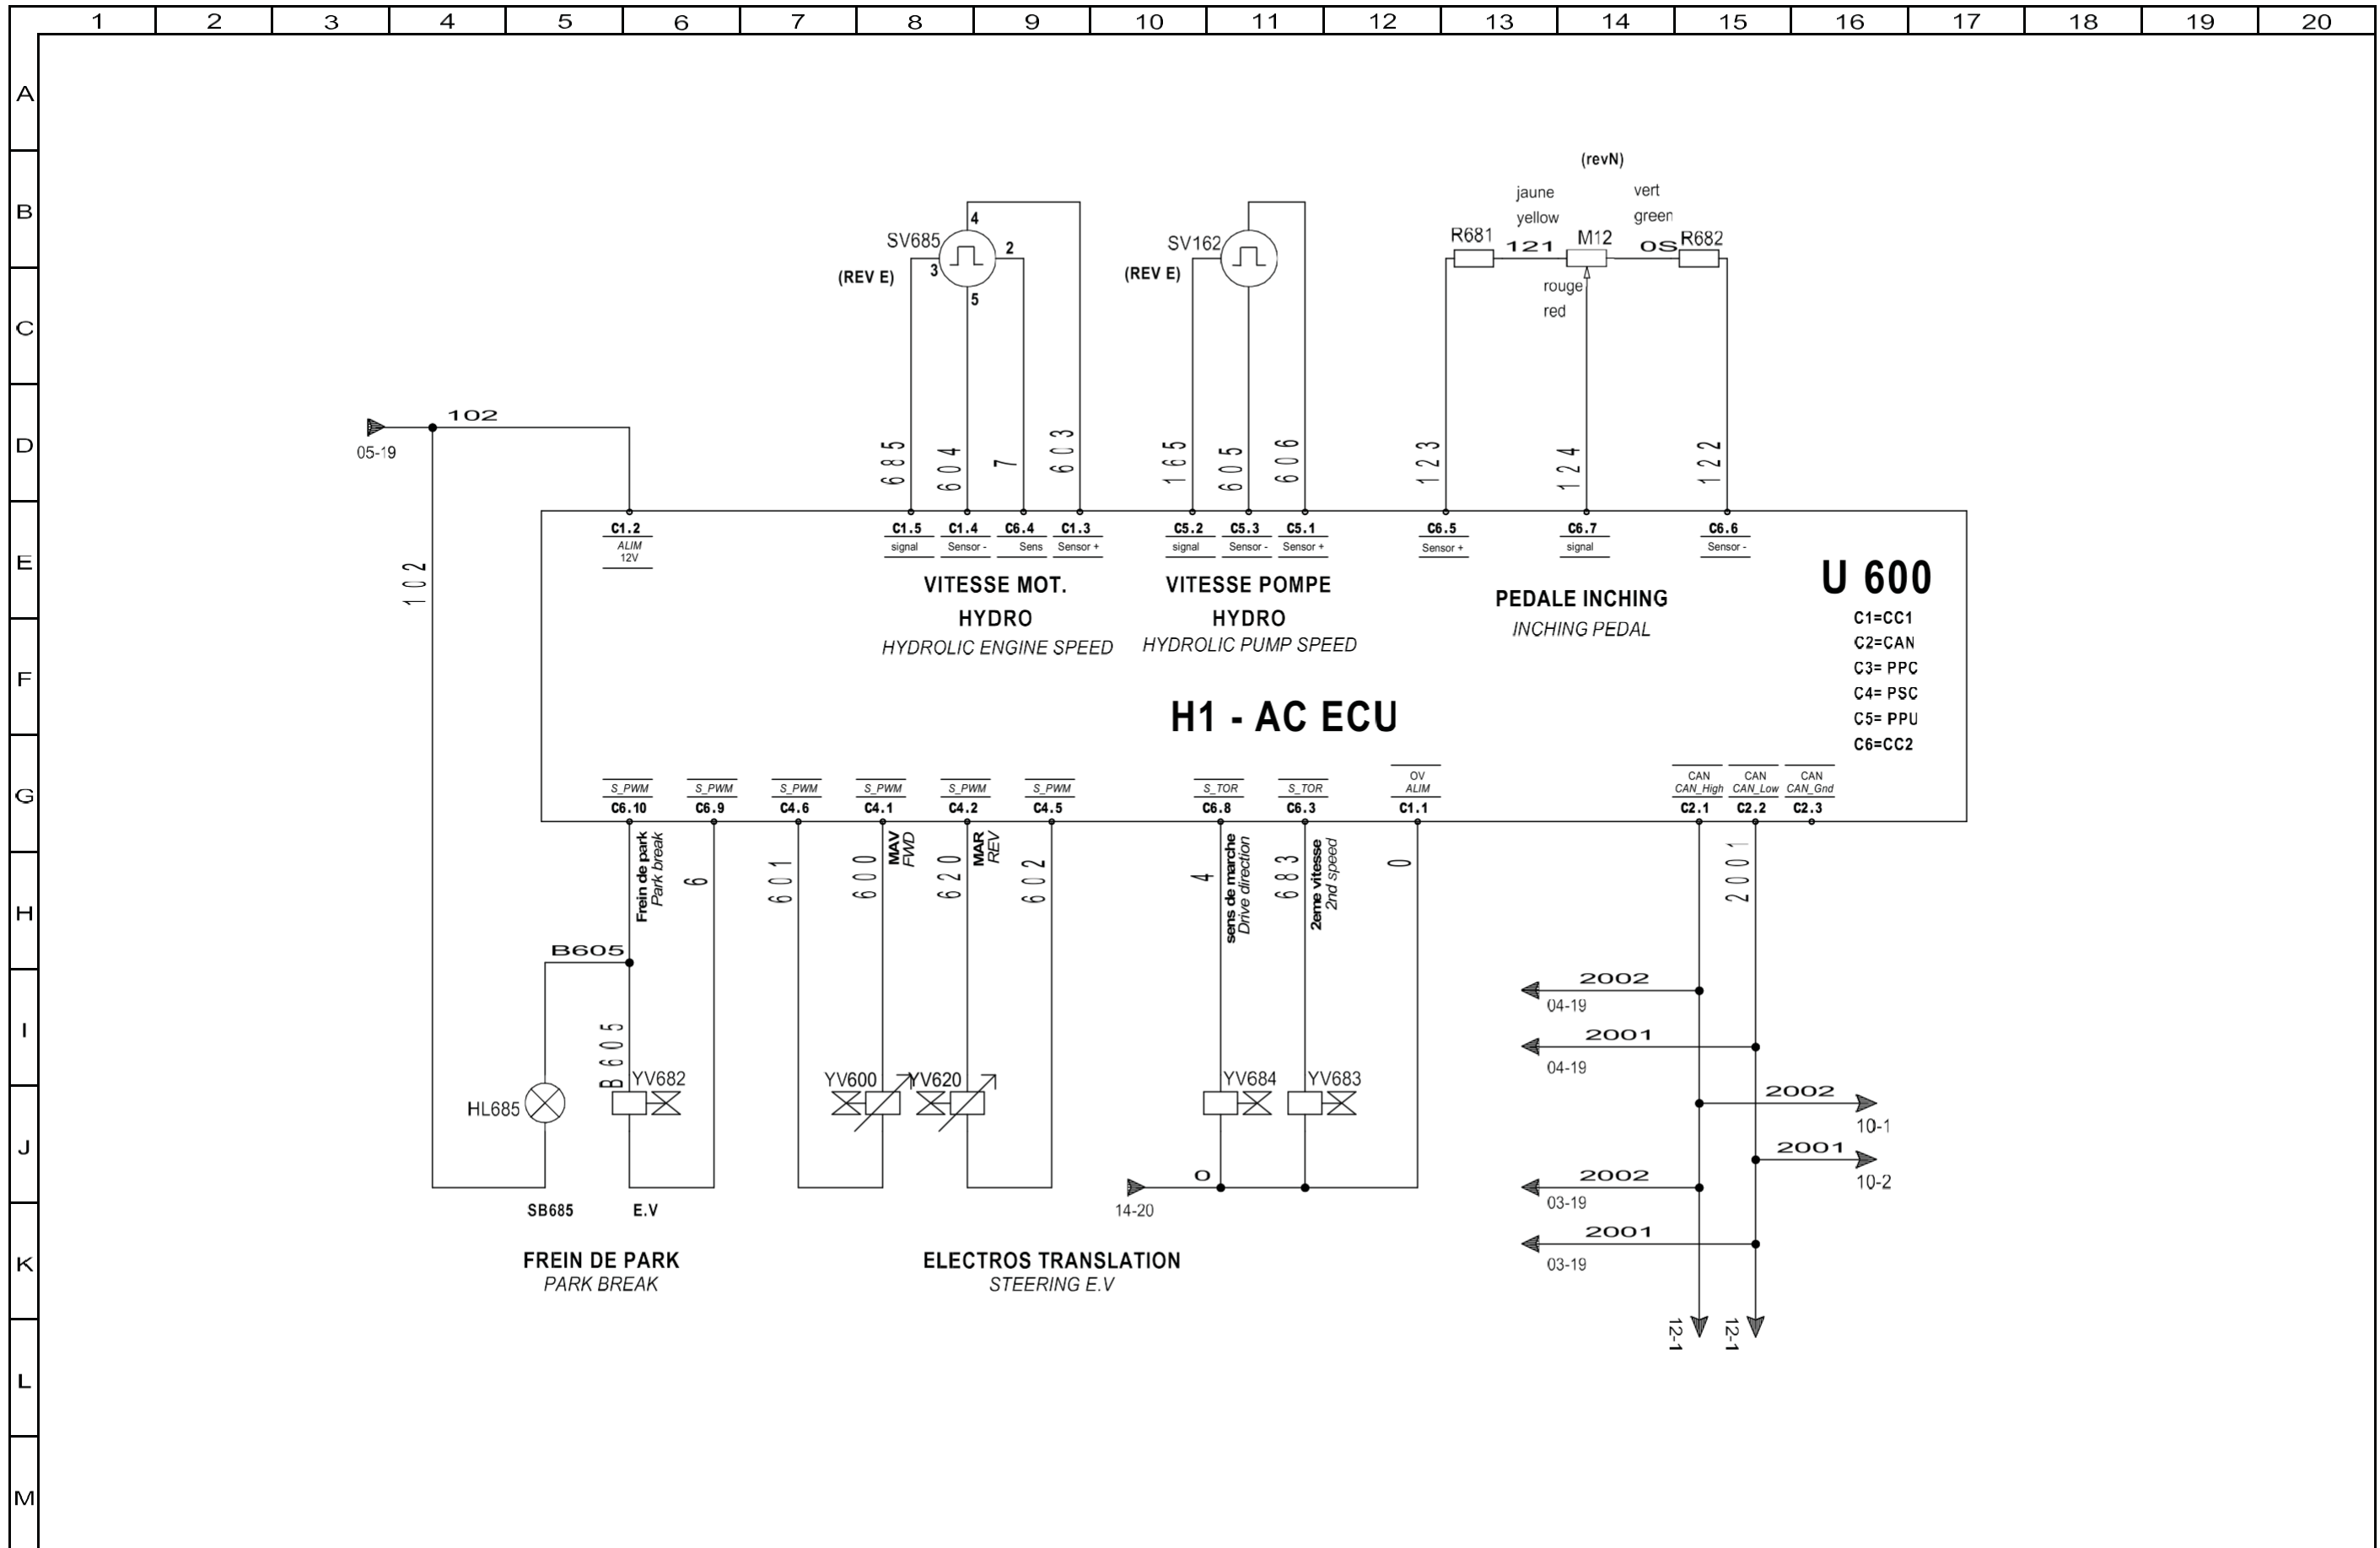 1 2 3 4 5 6 7 8 9 10 11 12 13 14 15 16 17 18 19 20
A
B
C
D
E
F
G
H
I
J
K
L
M
(revN)
jaune
yellow
vert
green
SV685
(REV E)
4
2
3
5
SV162
(REV E)
R681
121
M12
0S
R682
rouge
red
102
05-19
102
685
604
7
603
165
605
606
123
124
122
C1.2
ALIM
12V
C1.5
signal
C1.4
Sensor -
C6.4
Sens
C1.3
Sensor +
C5.2
signal
C5.3
Sensor -
C5.1
Sensor +
C6.5
Sensor +
C6.7
signal
C6.6
Sensor -
VITESSE MOT.
HYDRO
HYDROLIC ENGINE SPEED
VITESSE POMPE
HYDRO
HYDROLIC PUMP SPEED
PEDALE INCHING
INCHING PEDAL
U 600
C1=CC1
C2=CAN
C3= PPC
C4= PSC
C5= PPU
C6=CC2
H1 - AC ECU
S_PWM
C6.10
S_PWM
C6.9
S_PWM
C4.6
S_PWM
C4.1
S_PWM
C4.2
S_PWM
C4.5
S_TOR
C6.8
S_TOR
C6.3
OV
ALIM
C1.1
CAN
CAN_High
C2.1
CAN
CAN_Low
C2.2
CAN
CAN_Gnd
C2.3
Frein de park
Park break
6
601
600
MAV
FWD
620
MAR
REV
602
4
sens de marche
Drive direction
683
2eme vitesse
2nd speed
0
2001
B605
B605
HL685
YV682
YV600
YV620
YV684
YV683
2002
04-19
2001
04-19
2002
10-1
2001
10-2
2002
03-19
2001
03-19
0
14-20
SB685
E.V
FREIN DE PARK
PARK BREAK
ELECTROS TRANSLATION
STEERING E.V
12-1
12-1